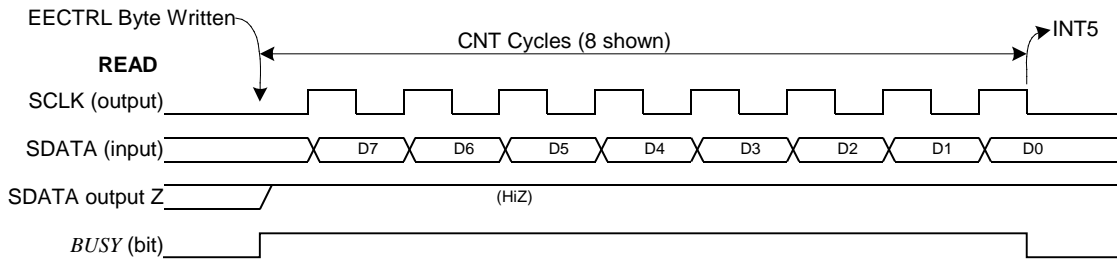 EECTRL Byte Written
CNT Cycles (8 shown)
INT5
READ
SCLK (output)
SDATA (input)
D7 D6 D5 D4 D3 D2 D1 D0
SDATA output Z
(HiZ)
BUSY (bit)